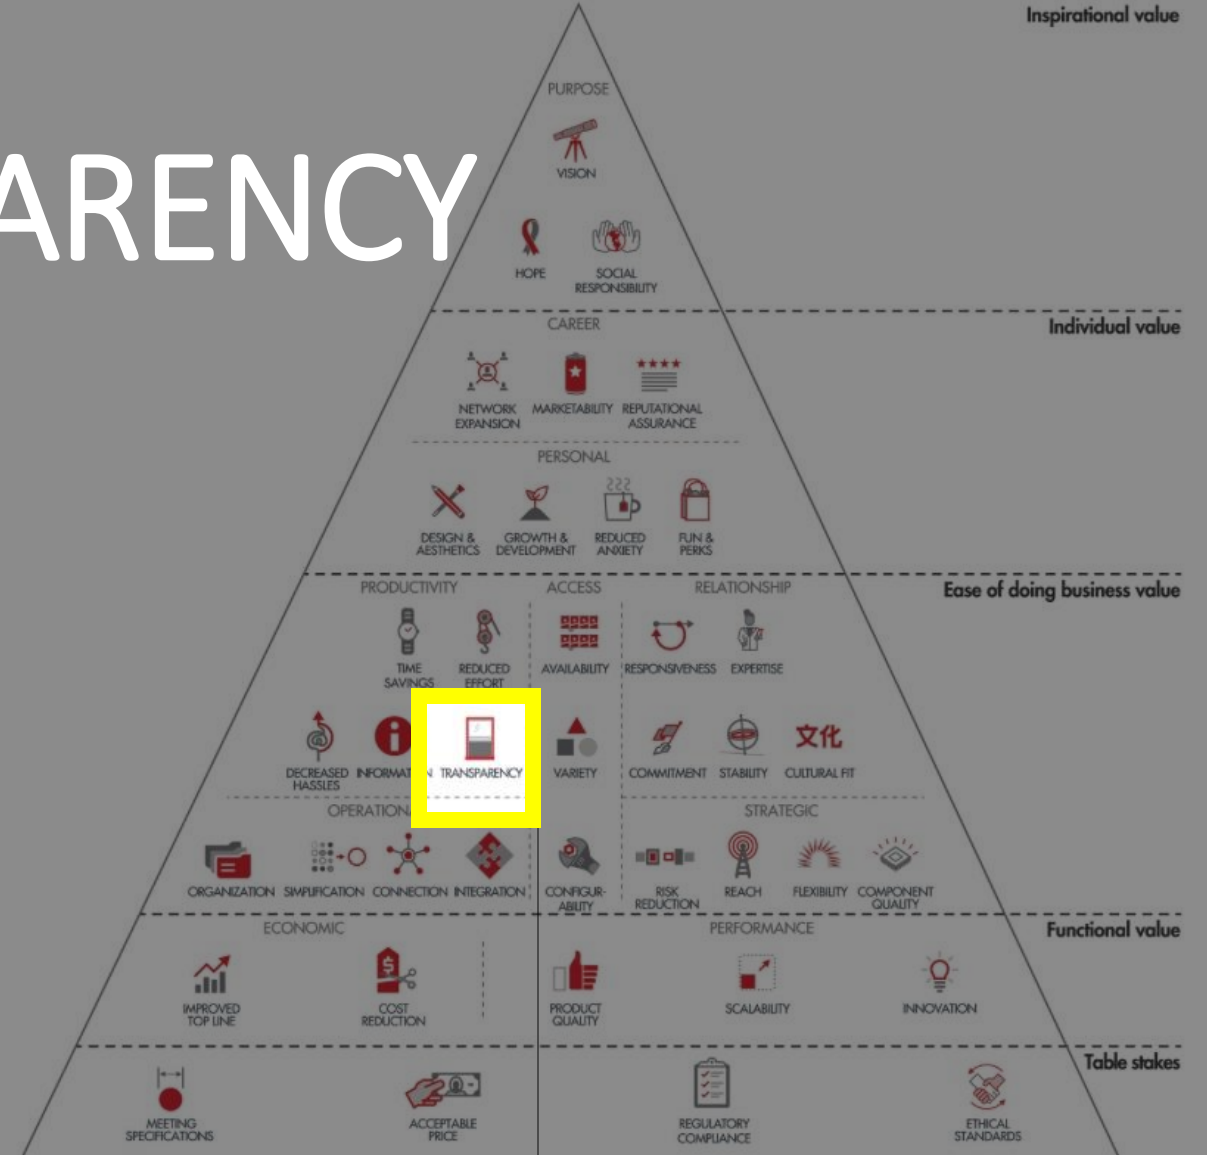 Inspirational value
PURPOSE
VISION
ARENCY
HOPE
SOCIAL
RESPONSIBILITY
Individual value
CAREER
NETWORK
EXPANSION
MARKETABILITY
REPUTATIONAL
ASSURANCE
PERSONAL
DESIGN &
AESTHETICS
GROWTH &
DEVELOPMENT
REDUCED
ANXIETY
FUN &
PERKS
Ease of doing business value
PRODUCTIVITY
ACCESS
RELATIONSHIP
TIME
SAVINGS
REDUCED
EFFORT
AVAILABILITY
RESPONSIVENESS
EXPERTISE
DECREASED
HASSLES
INFORMAT N
TRANSPARENCY
VARIETY
COMMITMENT
STABILITY
文化
CULTURAL FIT
OPERATION
STRATEGIC
ORGANIZATION
SIMPLIFICATION
CONNECTION
INTEGRATION
CONFIGUR-
ABILITY
RISK
REDUCTION
REACH
FLEXIBILITY
COMPONENT
QUALITY
Functional value
ECONOMIC
PERFORMANCE
IMPROVED
TOP LINE
$
COST
REDUCTION
PRODUCT
QUALITY
SCALABILITY
INNOVATION
Table stakes
MEETING
SPECIFICATIONS
ACCEPTABLE
PRICE
REGULATORY
COMPLIANCE
ETHICAL
STANDARDS